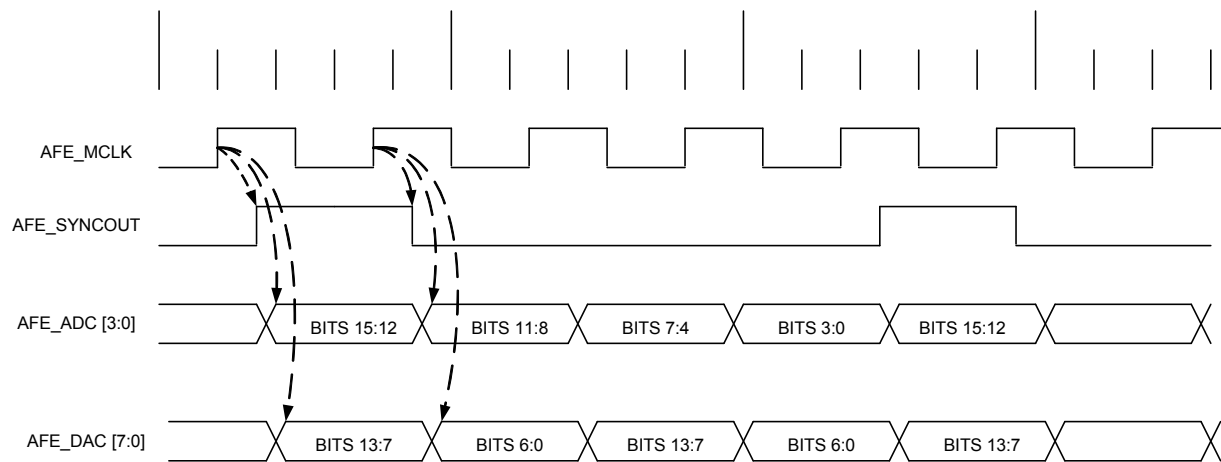 AFE_MCLK
AFE_SYNCOUT
AFE_ADC [3:0]
BITS 15:12
BITS 11:8
BITS 7:4
BITS 3:0
BITS 15:12
AFE_DAC [7:0]
BITS 13:7
BITS 6:0
BITS 13:7
BITS 6:0
BITS 13:7